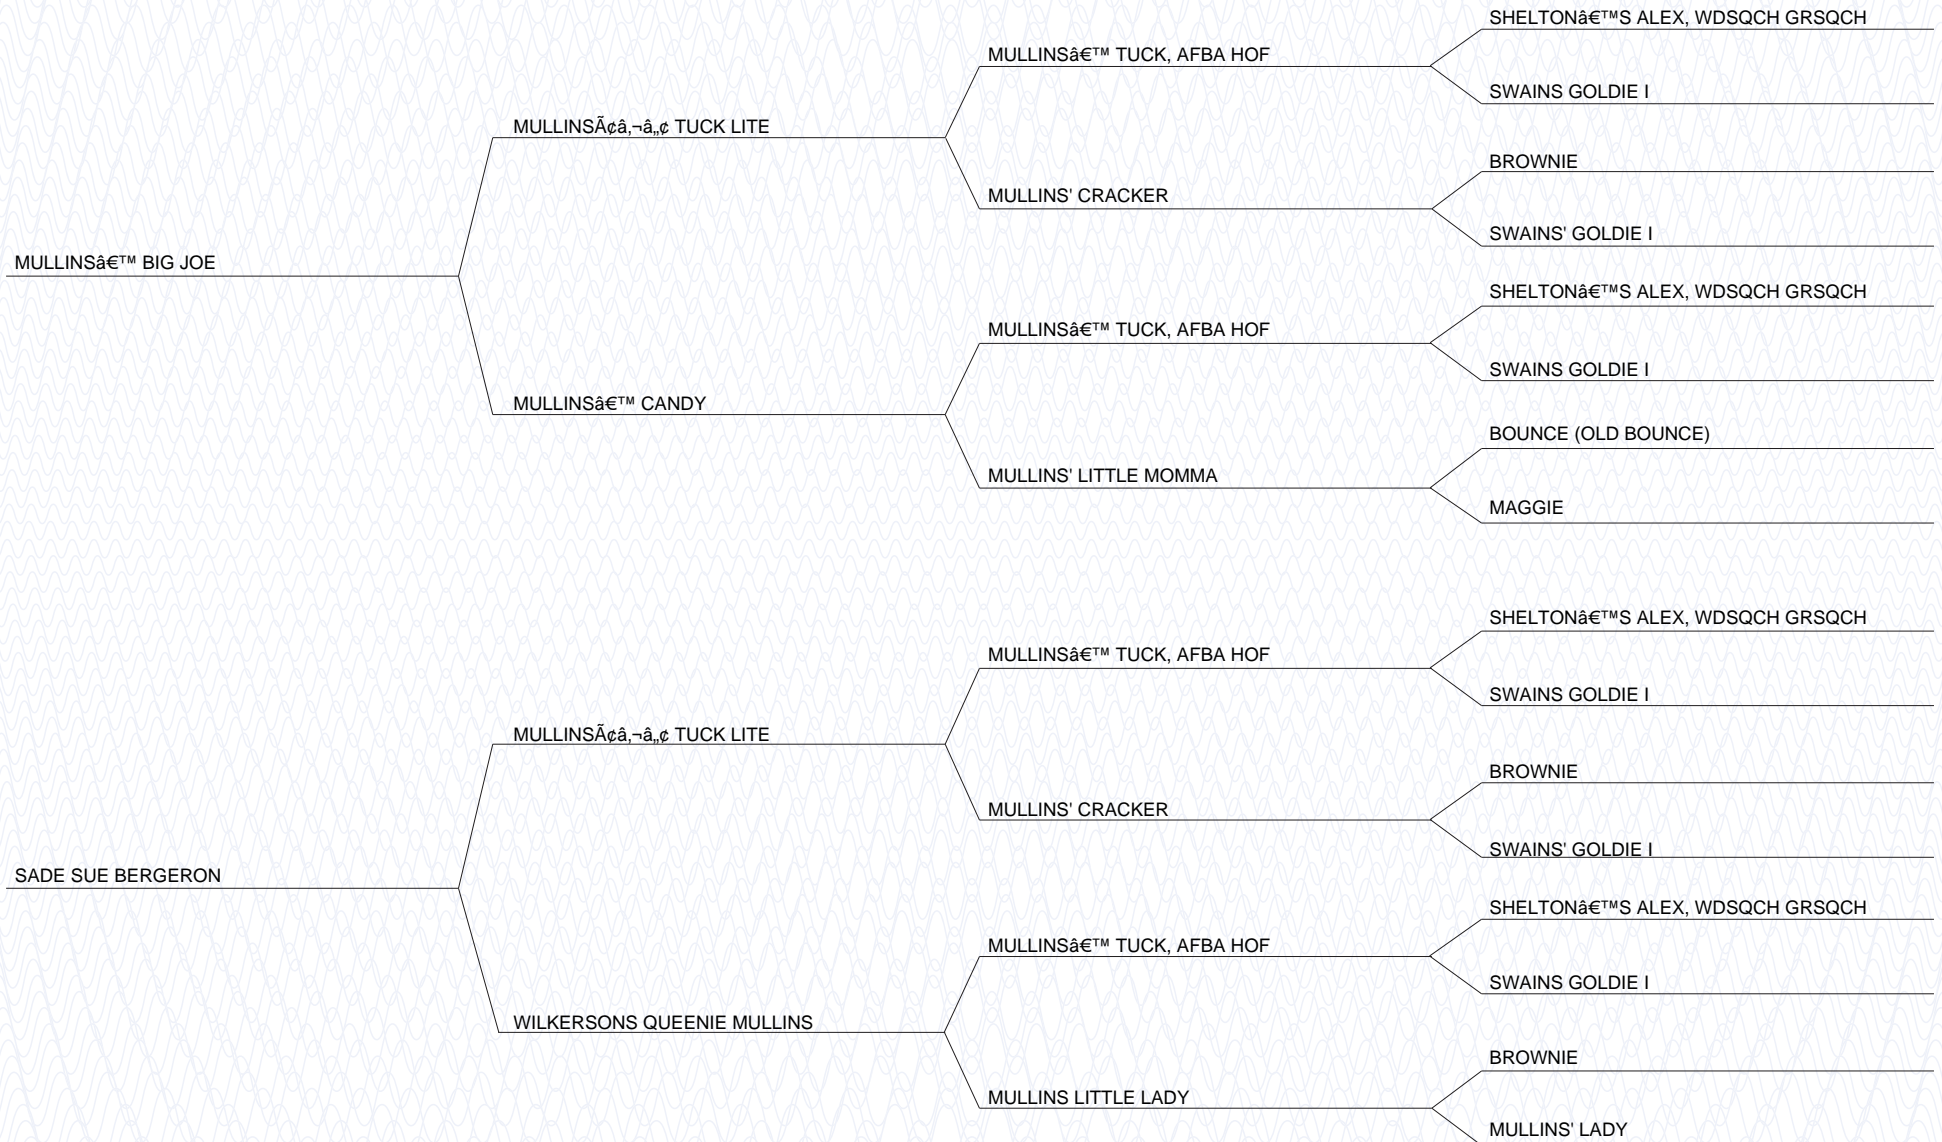 SHELTONâ€™S ALEX, WDSQCH GRSQCH
MULLINSâ€™ TUCK, AFBA HOF
SWAINS GOLDIE I
MULLINSÃ¢â‚¬â„¢ TUCK LITE
BROWNIE
MULLINS' CRACKER
SWAINS' GOLDIE I
MULLINSâ€™ BIG JOE
SHELTONâ€™S ALEX, WDSQCH GRSQCH
MULLINSâ€™ TUCK, AFBA HOF
SWAINS GOLDIE I
MULLINSâ€™ CANDY
BOUNCE (OLD BOUNCE)
MULLINS' LITTLE MOMMA
MAGGIE
SHELTONâ€™S ALEX, WDSQCH GRSQCH
MULLINSâ€™ TUCK, AFBA HOF
SWAINS GOLDIE I
MULLINSÃ¢â‚¬â„¢ TUCK LITE
BROWNIE
MULLINS' CRACKER
SWAINS' GOLDIE I
SADE SUE BERGERON
SHELTONâ€™S ALEX, WDSQCH GRSQCH
MULLINSâ€™ TUCK, AFBA HOF
SWAINS GOLDIE I
WILKERSONS QUEENIE MULLINS
BROWNIE
MULLINS LITTLE LADY
MULLINS' LADY